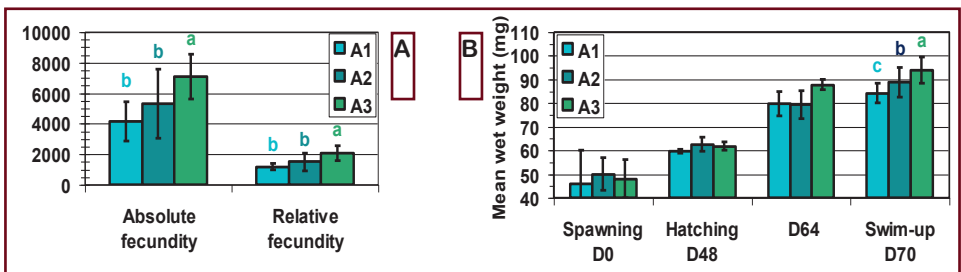 10000
8000
6000
4000
2000
0
b
b
a
b
b
a
A1
A2
A3
Absolute
fecundity
Relative
fecundity
A
B
Mean wet weight (mg)
100
90
80
70
60
50
40
A1
A2
A3
c
b
a
Spawning
D0
Hatching
D48
D64
Swim-up
D70